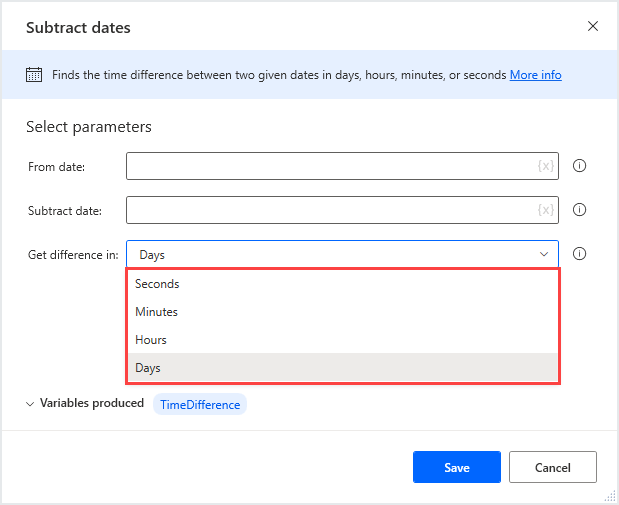 Subtract dates
Finds the time difference between two given dates in days, hours, minutes, or seconds More info
Select parameters
From date:
{x}
Subtract date:
{x}
Get difference in:
Days
Seconds
Minutes
Hours
Days
Variables produced TimeDifference
Save Cancel